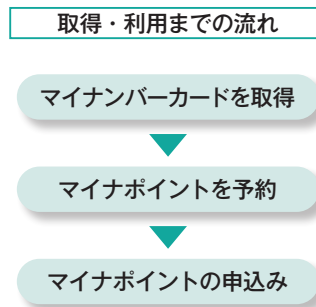 取得・利用までの流れ
マイナンバーカードを取得
マイナポイントを予約
マイナポイントの申込み